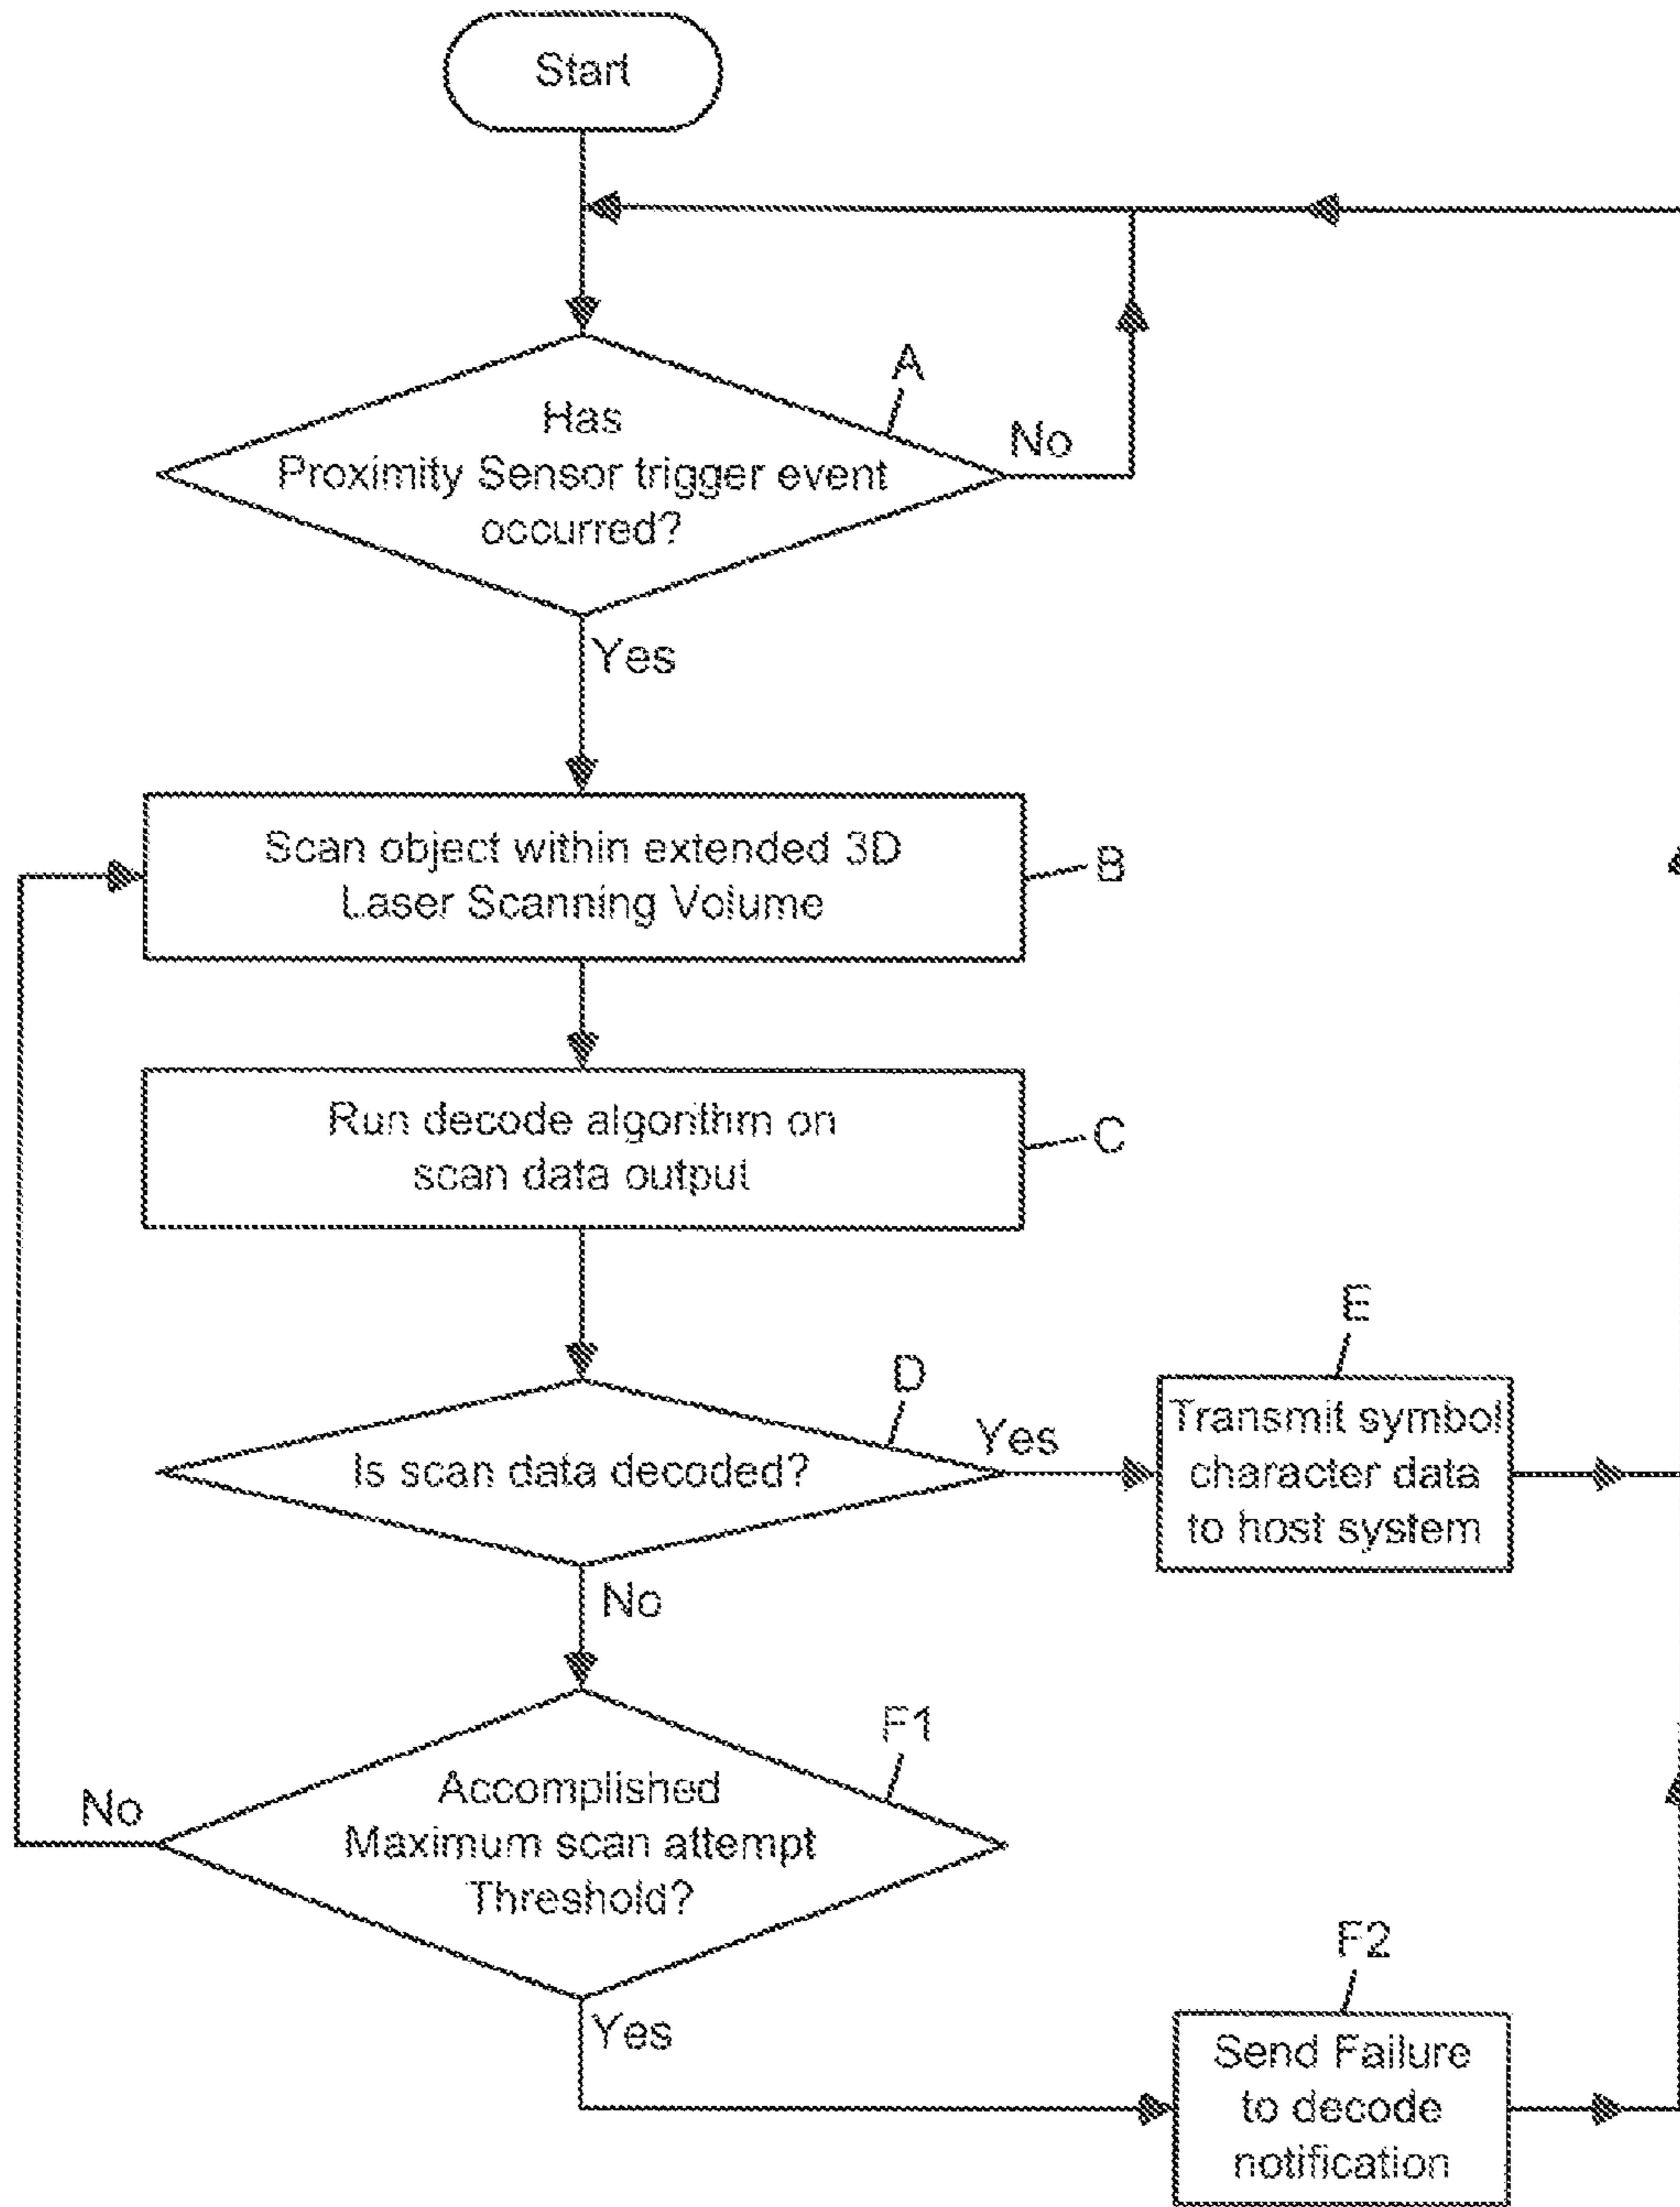 Start
A
Has
Proximity Sensor trigger event
occurred?
No
Yes
Scan object within extended 3D
Laser Scanning Volume
B
Run decode algorithm on
scan data output
C
D
Is scan data decoded?
Yes
E
Transmit symbol
character data
to host system
No
F1
Accomplished
Maximum scan attempt
Threshold?
No
Yes
F2
Send Failure
to decode
notification